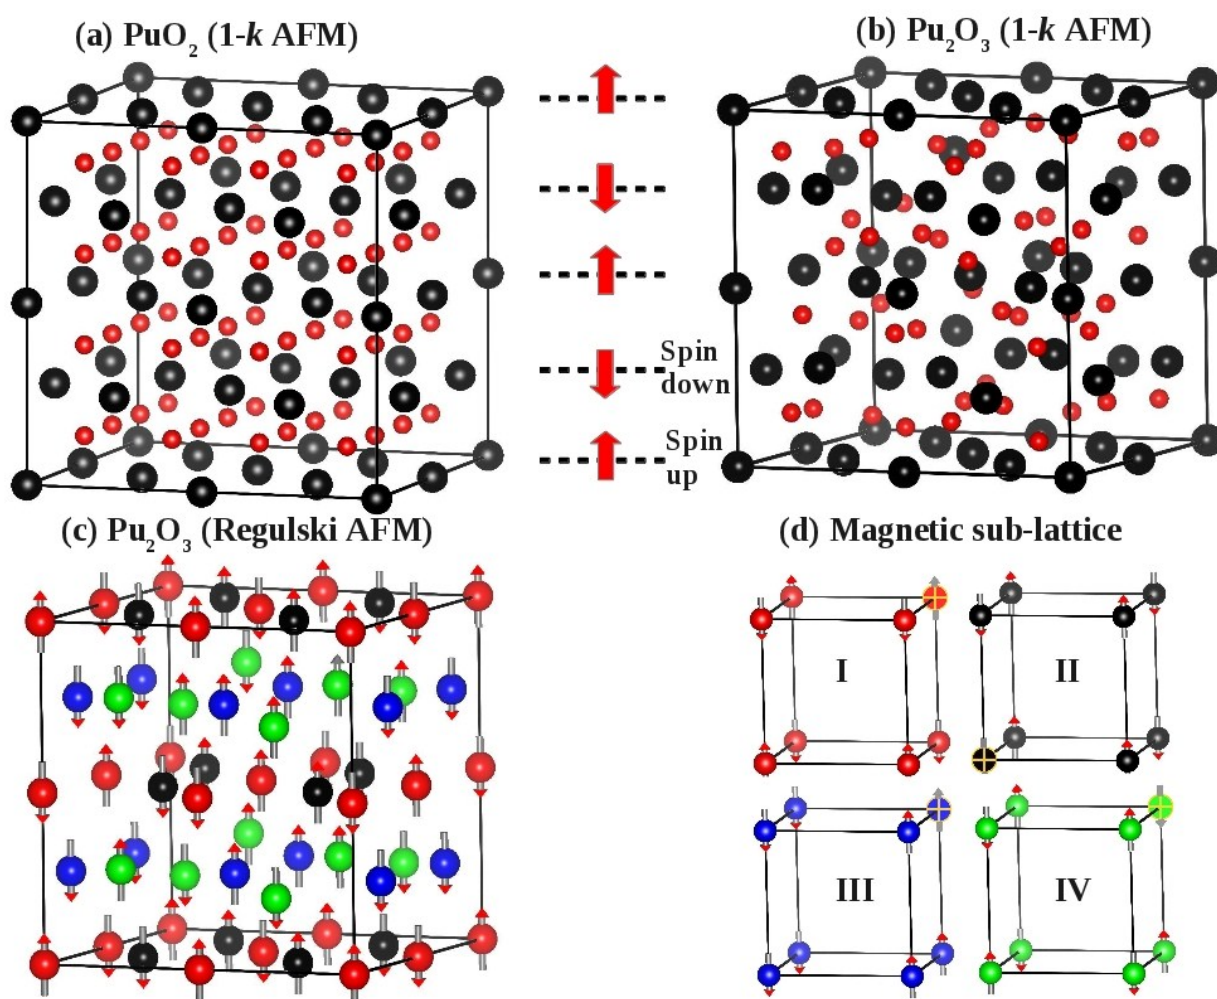 (a) PuO2 (1-k AFM)
(b) Pu2O3 (1-k AFM)
Spin
down
Spin
up
(c) Pu2O3 (Regulski AFM)
(d) Magnetic sub-lattice
I
II
III
IV